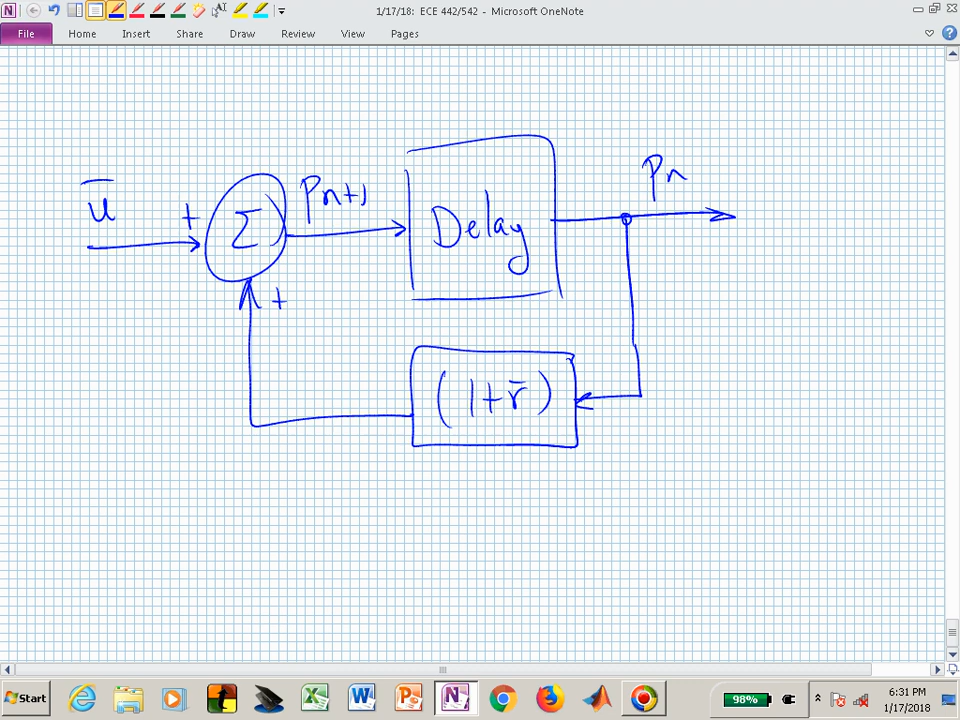 1/17/18: ECE 442/542 - Microsoft OneNote
File Home Insert Share Draw Review View Pages
u̅ + Σ Pn+1 Delay Pn
+
(1+r̅)
Start
98%
6:31 PM
1/17/2018